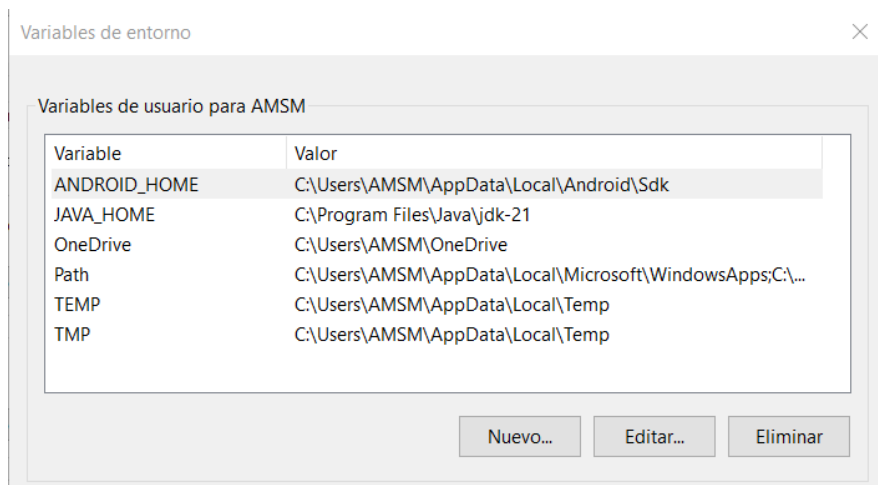 Variables de entorno
Variables de usuario para AMSM
Variable Valor
ANDROID_HOME C:\Users\AMSM\AppData\Local\Android\Sdk
JAVA_HOME C:\Program Files\Java\jdk-21
OneDrive C:\Users\AMSM\OneDrive
Path C:\Users\AMSM\AppData\Local\Microsoft\WindowsApps;C:\...
TEMP C:\Users\AMSM\AppData\Local\Temp
TMP C:\Users\AMSM\AppData\Local\Temp
Nuevo... Editar... Eliminar